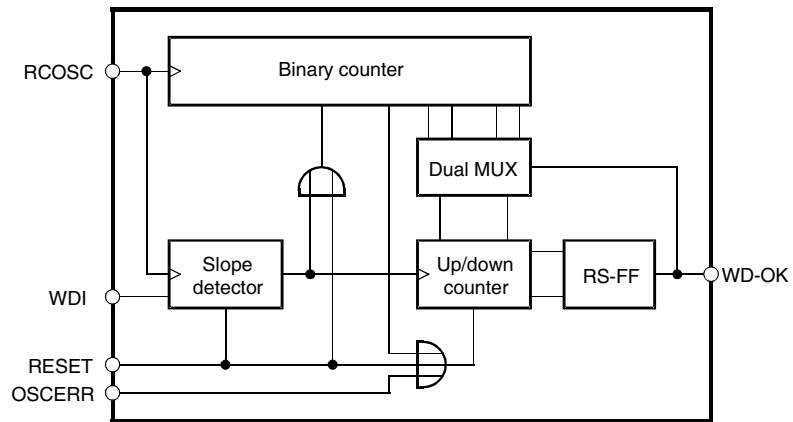 Binary counter
RCOSC
Dual MUX
Slope
detector
Up/down
counter
RS-FF
WD-OK
WDI
RESET
OSCERR